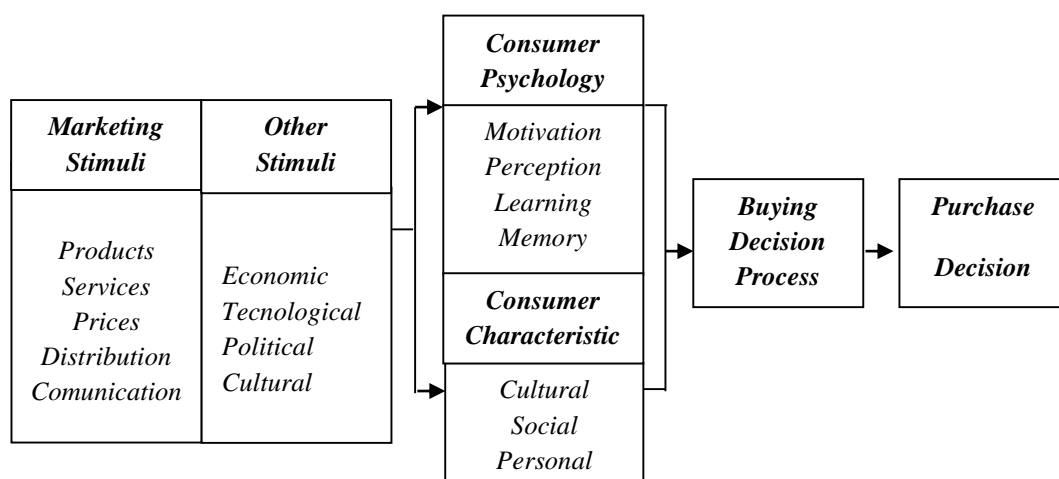 Marketing
Stimuli
Products
Services
Prices
Distribution
Comunication
Other
Stimuli
Economic
Tecnological
Political
Cultural
Consumer
Psychology
Motivation
Perception
Learning
Memory
Consumer
Characteristic
Cultural
Social
Personal
Buying
Decision
Process
Purchase
Decision